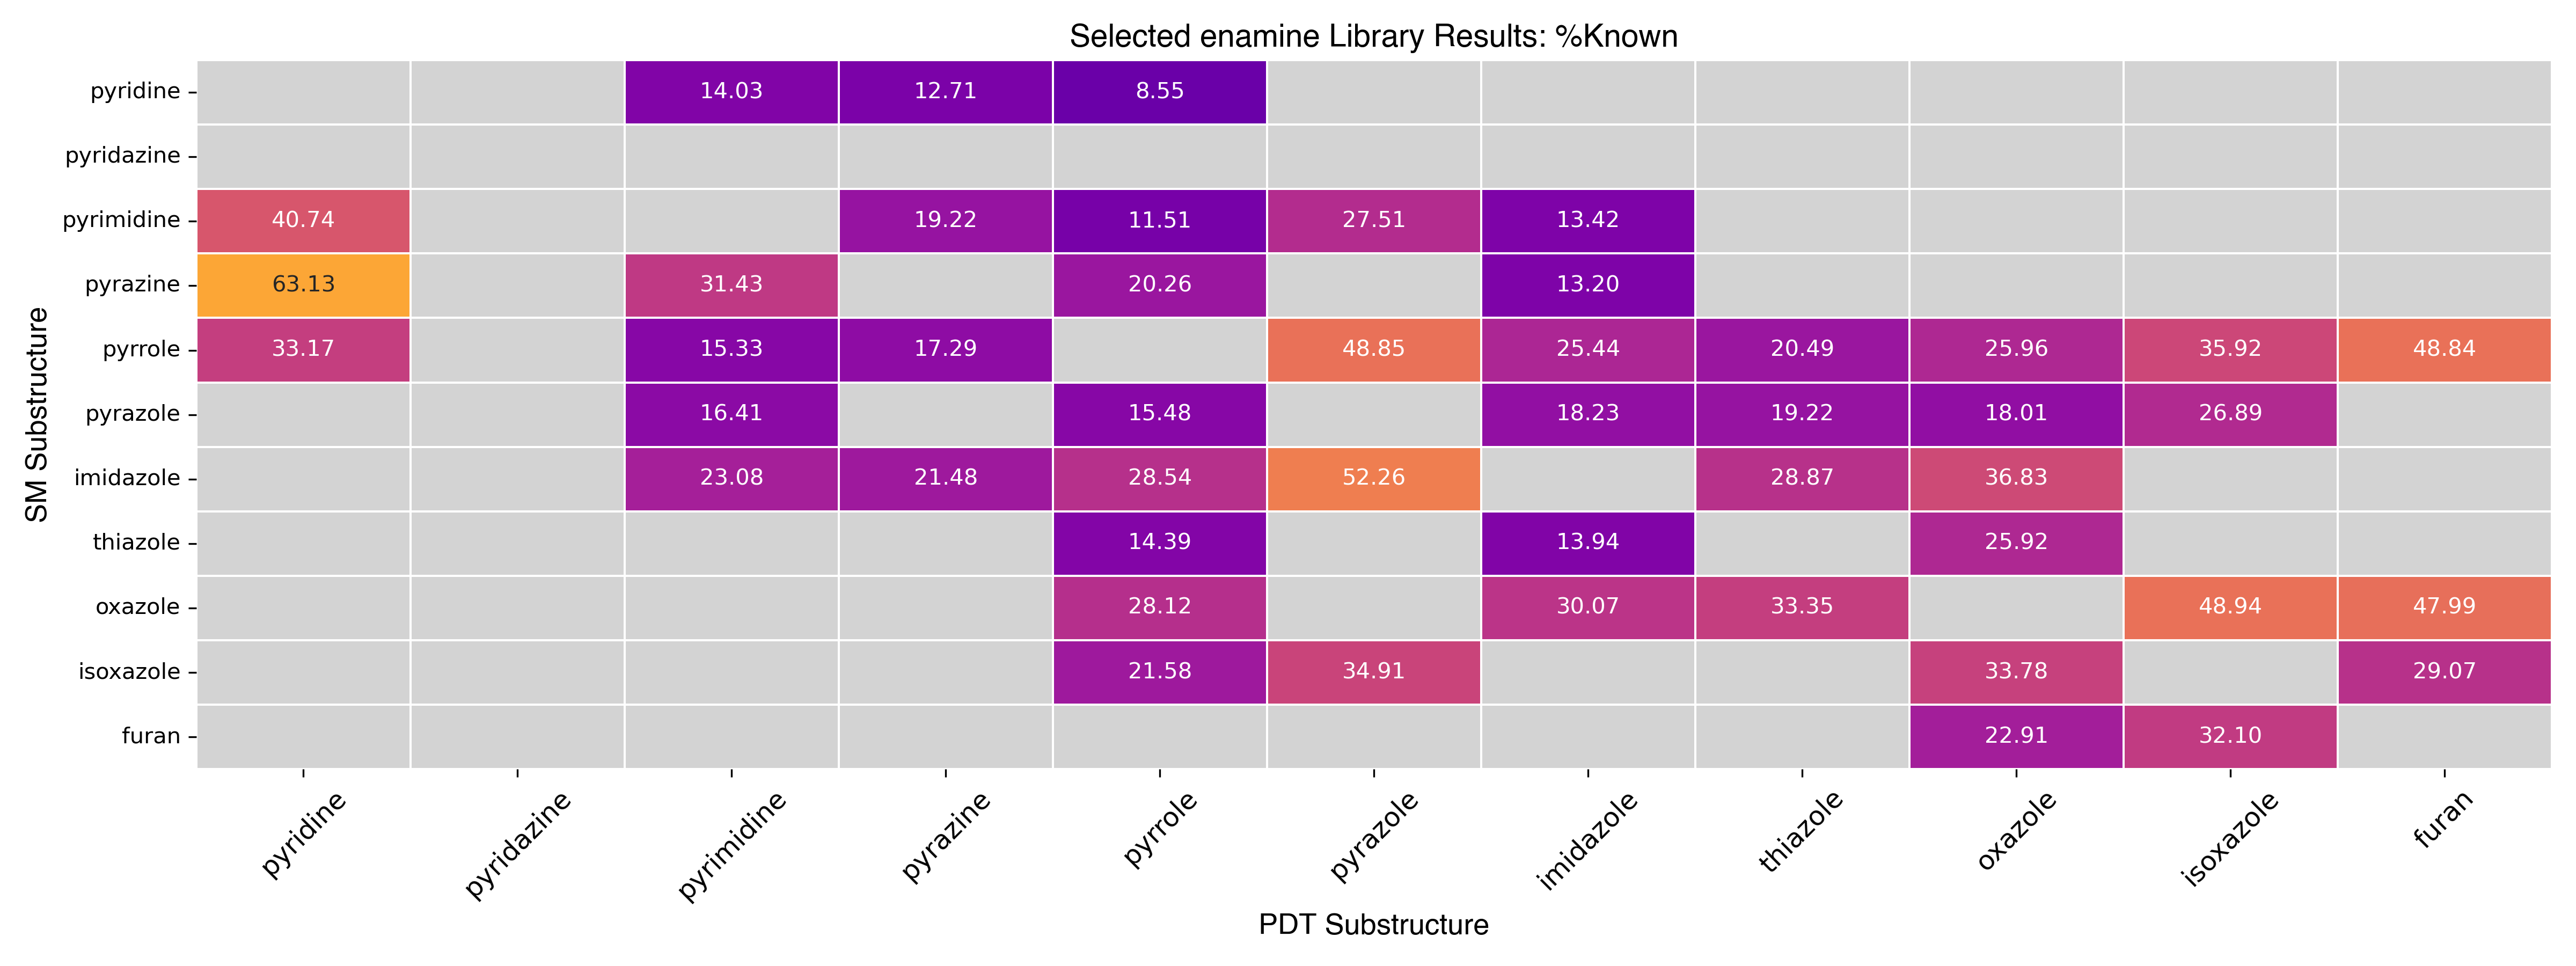 Selected enamine Library Results: %Known
SM Substructure
pyridine 14.03 12.71 8.55
pyridazine
pyrimidine 40.74 19.22 11.51 27.51 13.42
pyrazine 63.13 31.43 20.26 13.20
pyrrole 33.17 15.33 17.29 48.85 25.44 20.49 25.96 35.92 48.84
pyrazole 16.41 15.48 18.23 19.22 18.01 26.89
imidazole 23.08 21.48 28.54 52.26 28.87 36.83
thiazole 14.39 13.94 25.92
oxazole 28.12 30.07 33.35 48.94 47.99
isoxazole 21.58 34.91 33.78 29.07
furan 22.91 32.10
pyridine pyridazine pyrimidine pyrazine pyrrole pyrazole imidazole thiazole oxazole isoxazole furan
PDT Substructure